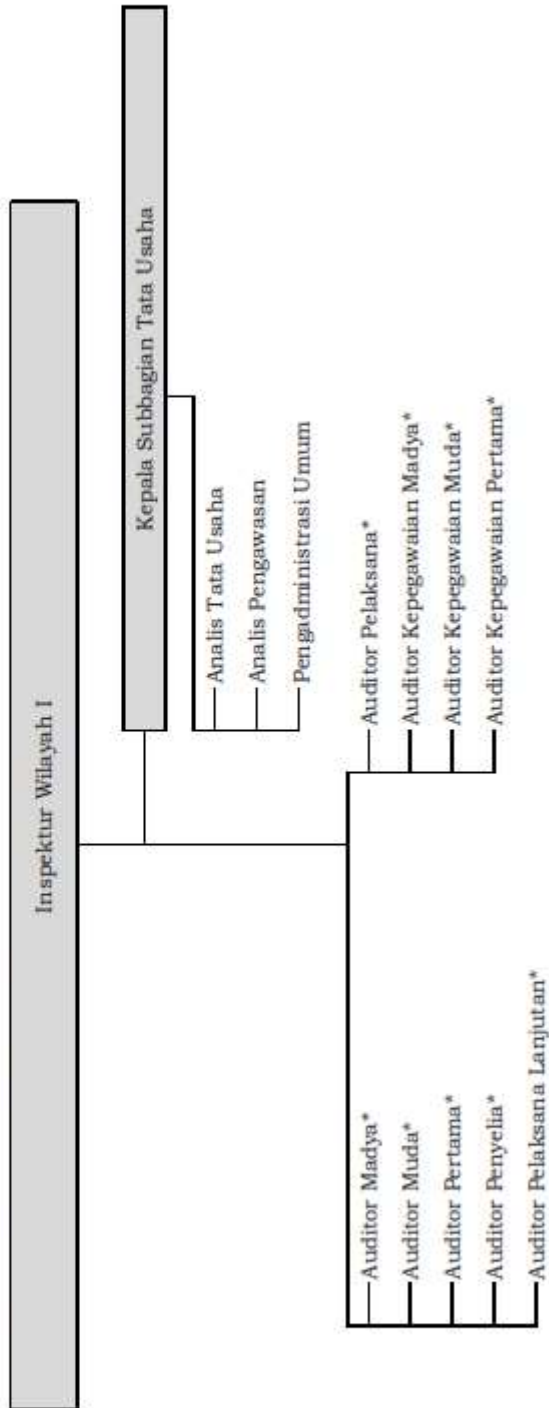 Inspektur Wilayah I
Kepala Subbagian Tata Usaha
Analis Tata Usaha
Analis Pengawasan
Pengadministrasi Umum
Auditor Madya*
Auditor Muda*
Auditor Pertama*
Auditor Penyelia*
Auditor Pelaksana Lanjutan*
Auditor Pelaksana*
Auditor Kepegawaian Madya*
Auditor Kepegawaian Muda*
Auditor Kepegawaian Pertama*